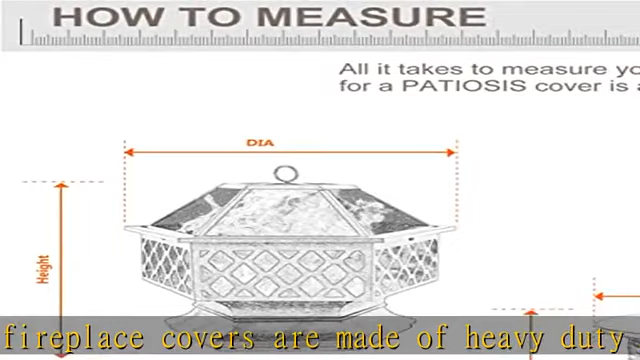 HOW TO MEASURE
All it takes to measure yo
for a PATIOSIS cover is a
DIA
Height
fireplace covers are made of heavy duty